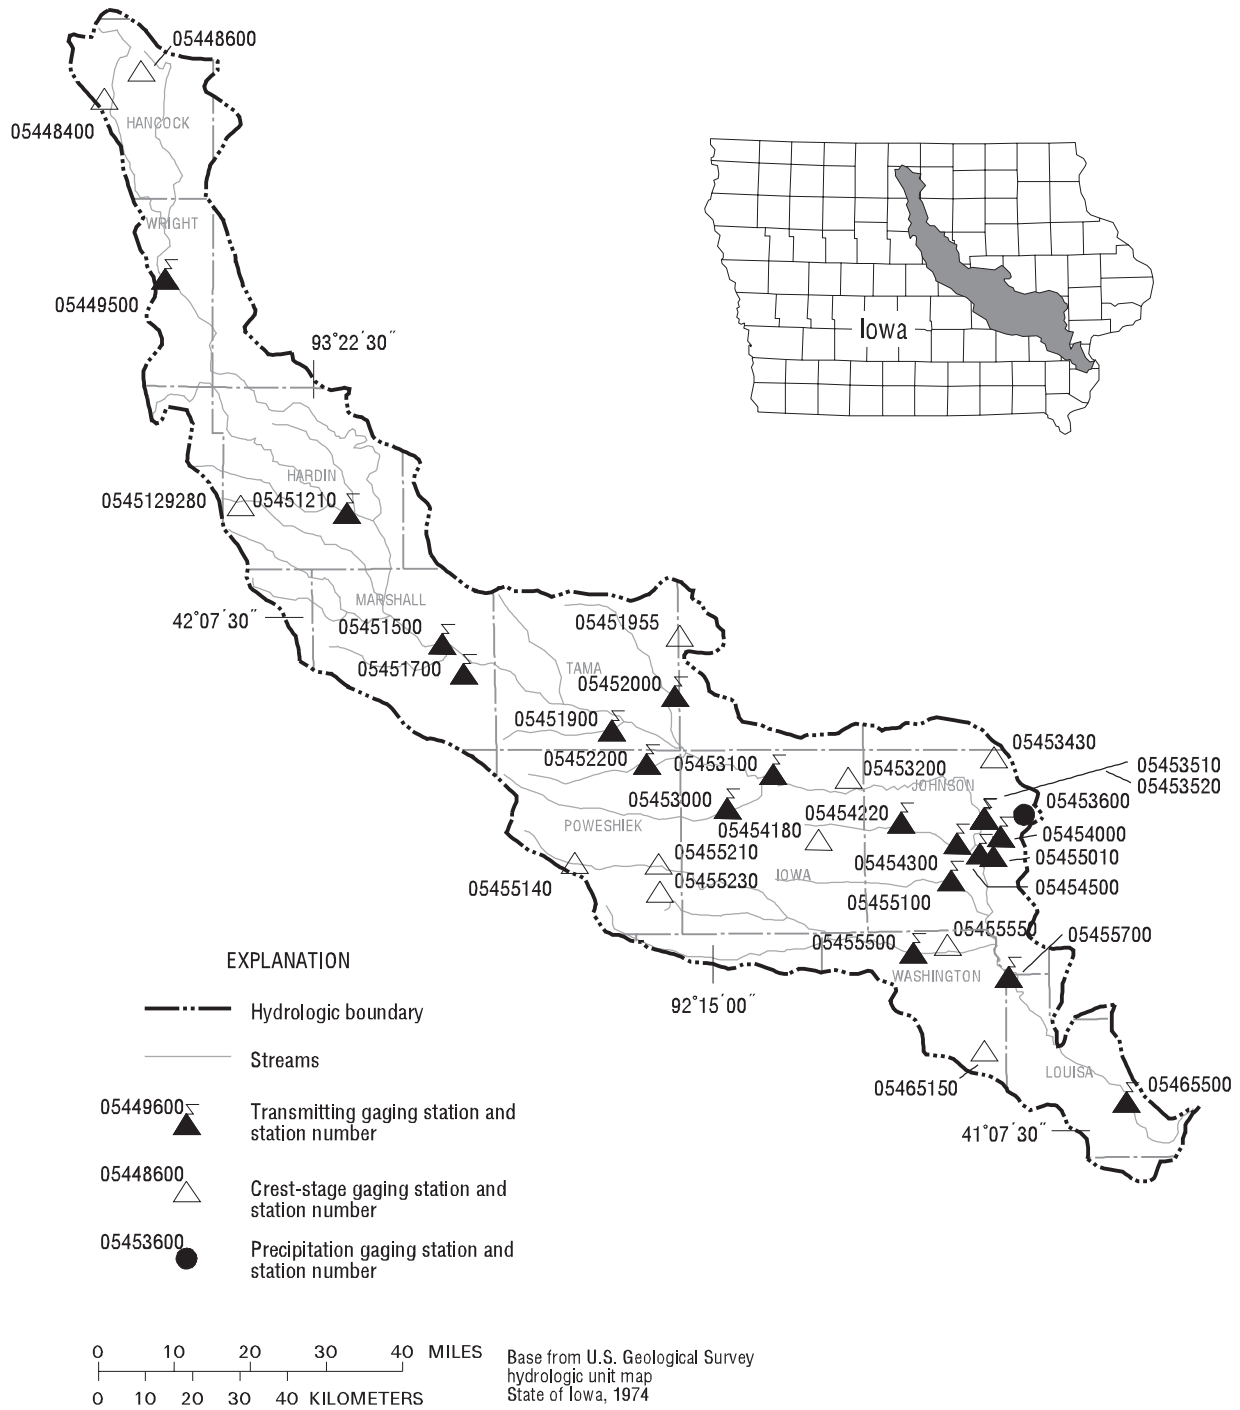 05448600
05448400
HANCOCK
WRIGHT
05449500
93°22′30″
Iowa
HARDIN
0545129280
05451210
MARSHALL
42°07′30″
05451500
05451955
05451700
TAMA
05452000
05451900
05452200
05453100
05453430
05453200
05453510
05453520
JOHNSON
05453000
05453600
05454220
POWESHIEK
05454180
05454000
05455210
05455010
05454300
05455140
05455230
IOWA
05454500
05455100
05455550
05455500
05455700
WASHINGTON
92°15′00″
LOUISA
05465150
05465500
41°07′30″
EXPLANATION
Hydrologic boundary
Streams
05449600
Transmitting gaging station and
station number
05448600
Crest-stage gaging station and
station number
05453600
Precipitation gaging station and
station number
0 10 20 30 40 MILES
0 10 20 30 40 KILOMETERS
Base from U.S. Geological Survey
hydrologic unit map
State of Iowa, 1974